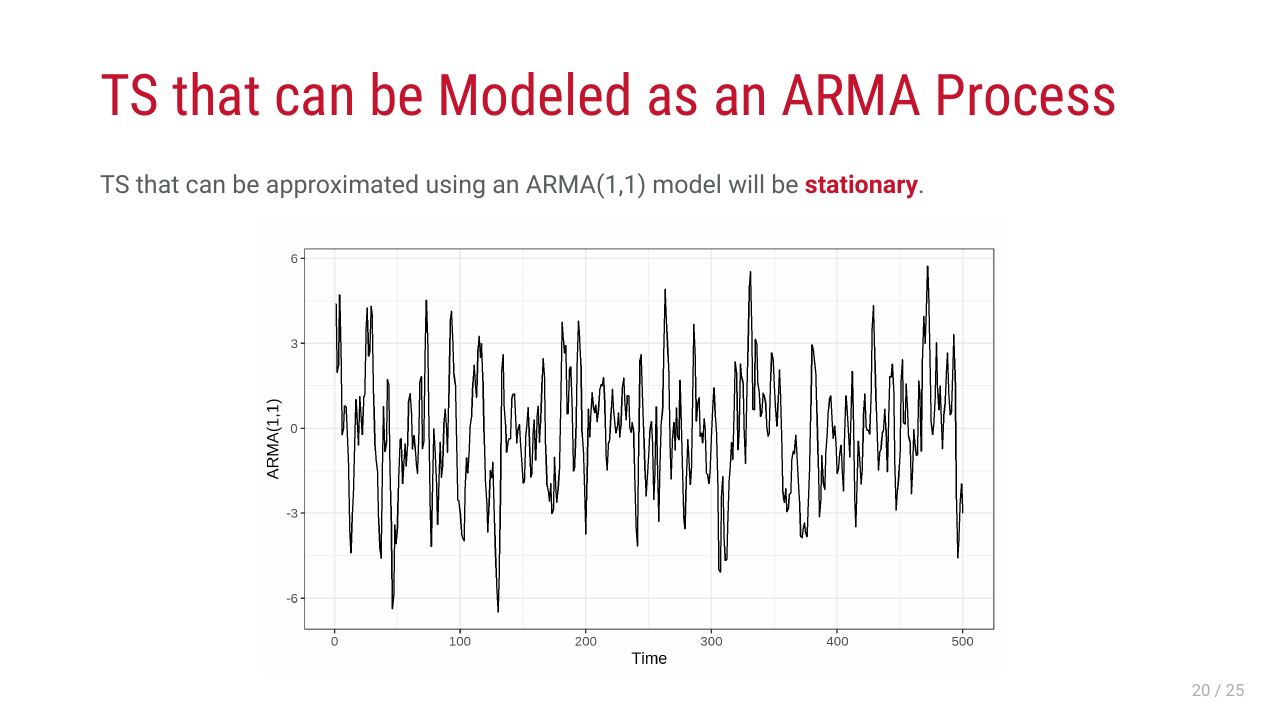 TS that can be Modeled as an ARMA Process
TS that can be approximated using an ARMA(1,1) model will be stationary.
6
3
0
-3
-6
ARMA(1,1)
0 100 200 300 400 500
Time
20 / 25